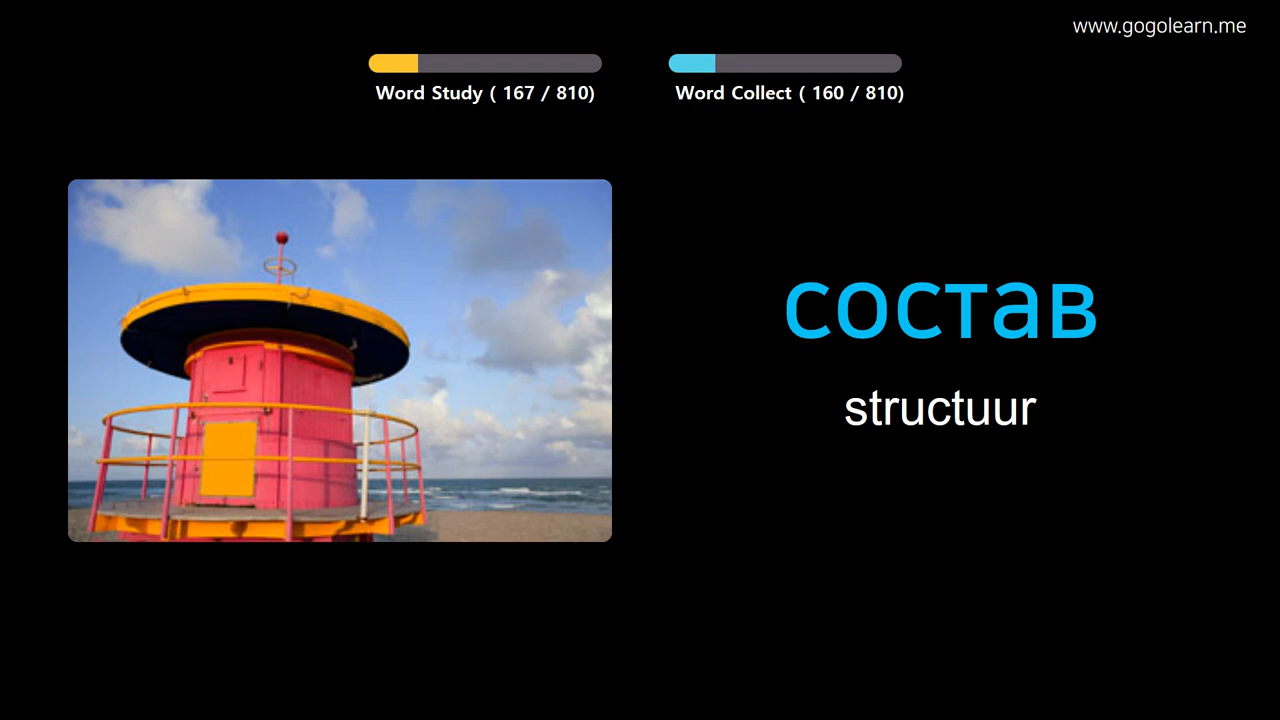 www.gogolearn.me
Word Study ( 167 / 810)
Word Collect ( 160 / 810)
состав
structuur